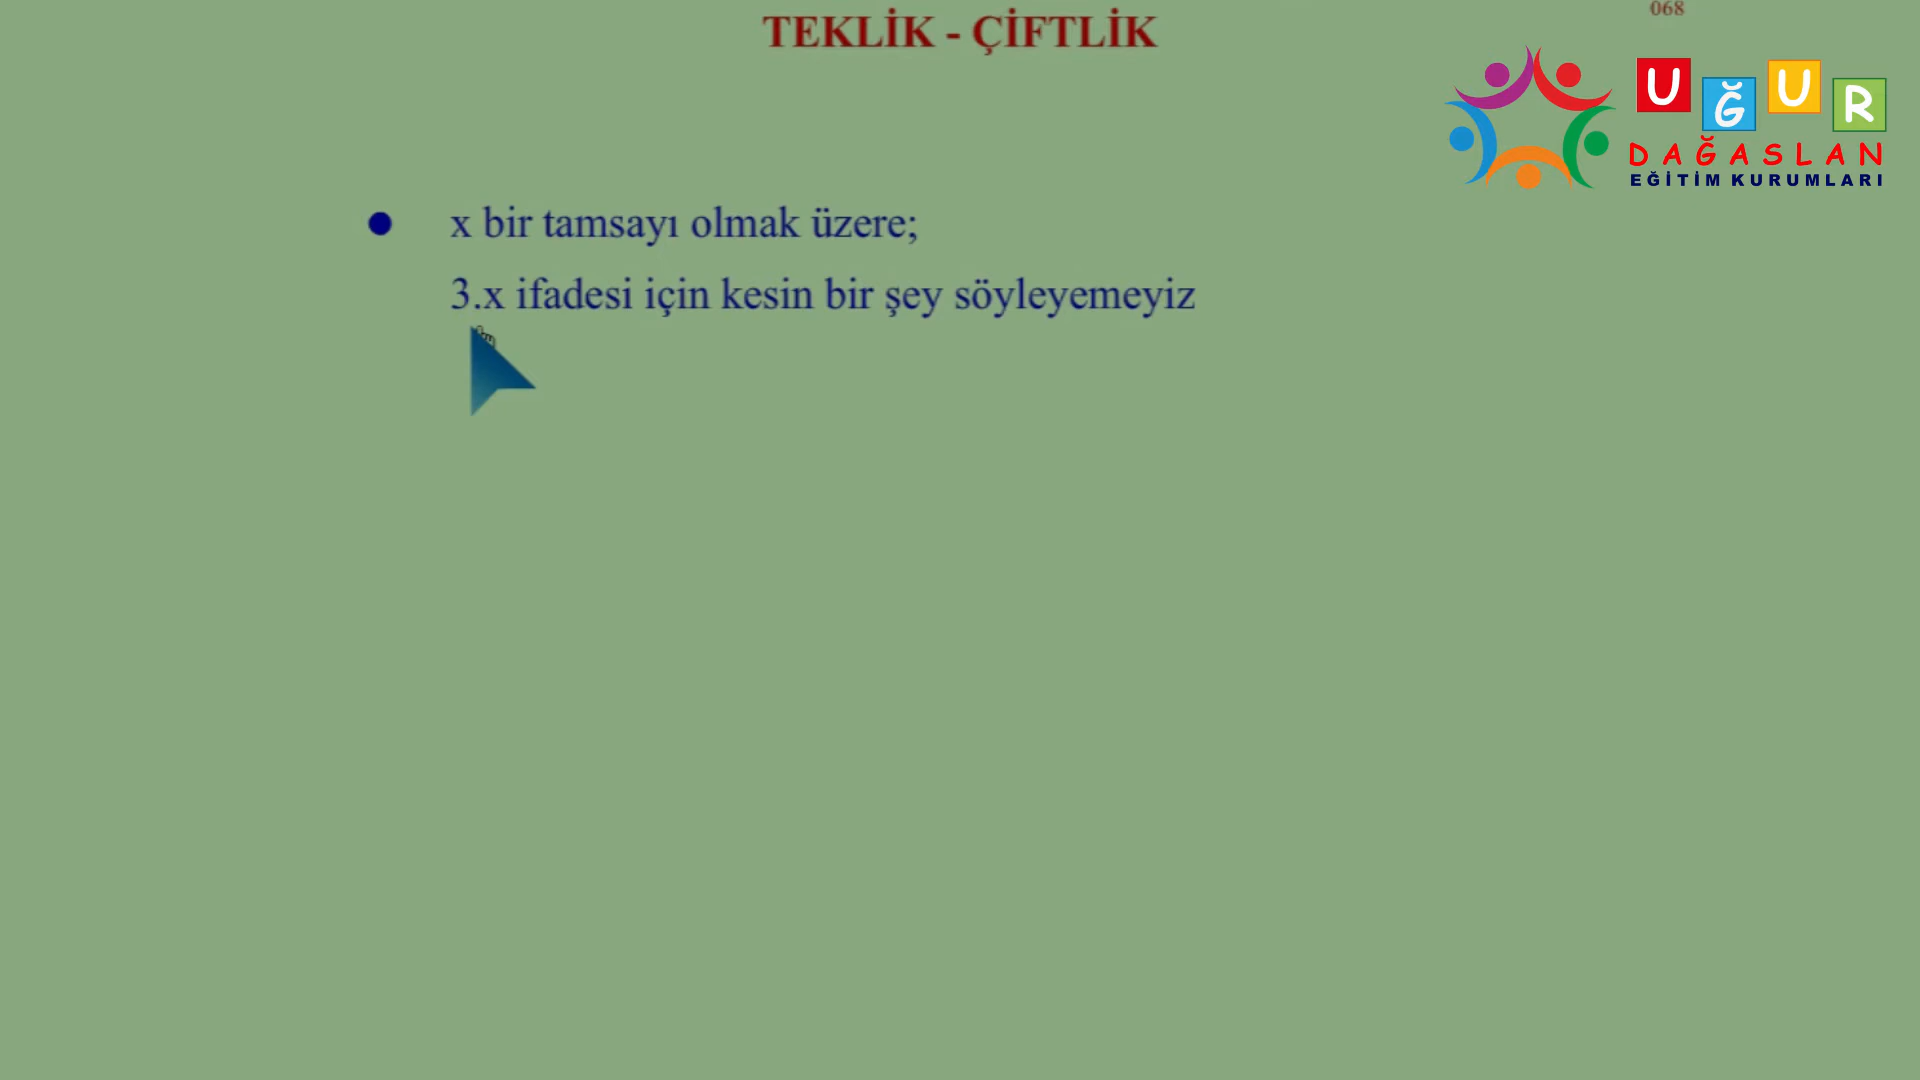 TEKLİK - ÇİFTLİK
068
UĞUR
DAĞASLAN
EĞİTİM KURUMLARI
● x bir tamsayı olmak üzere;
3.x ifadesi için kesin bir şey söyleyemeyiz